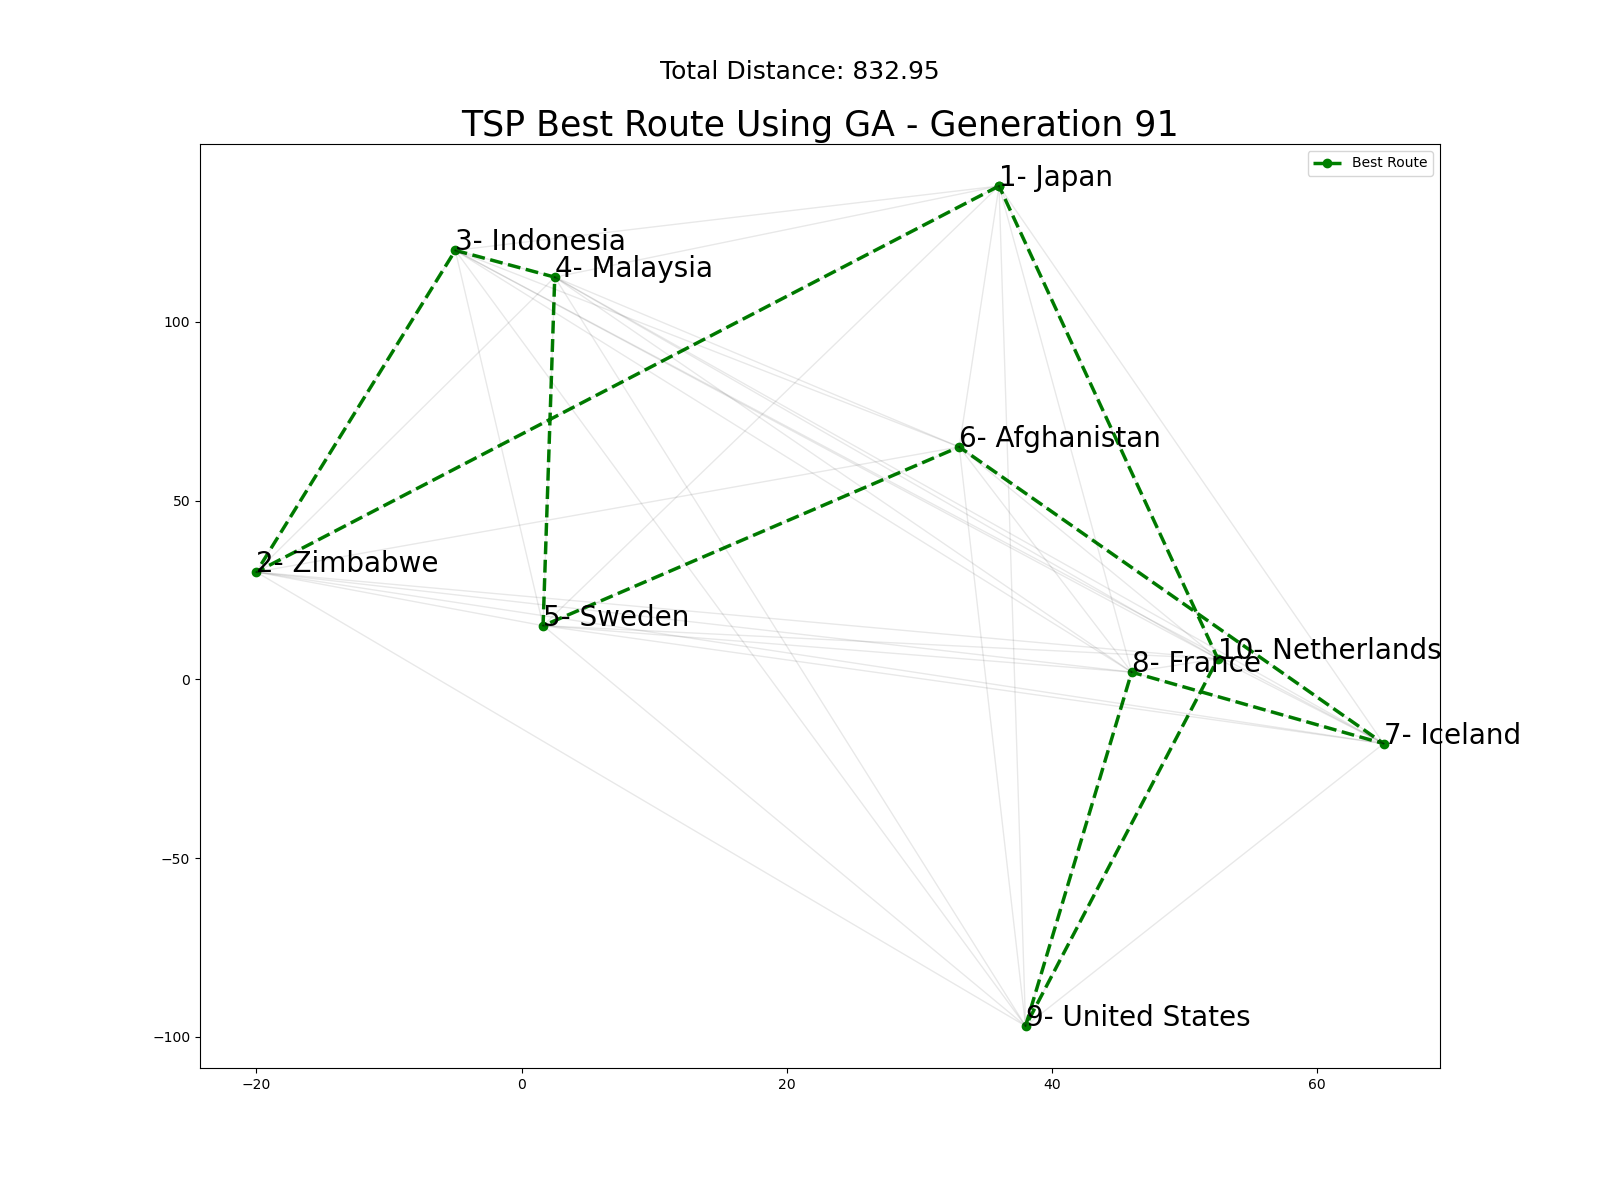 Total Distance: 832.95
TSP Best Route Using GA - Generation 91
Best Route
1- Japan
3- Indonesia
4- Malaysia
100
6- Afghanistan
50
2- Zimbabwe
5- Sweden
10- Netherlands
8- France
0
7- Iceland
−50
9- United States
−100
−20 0 20 40 60